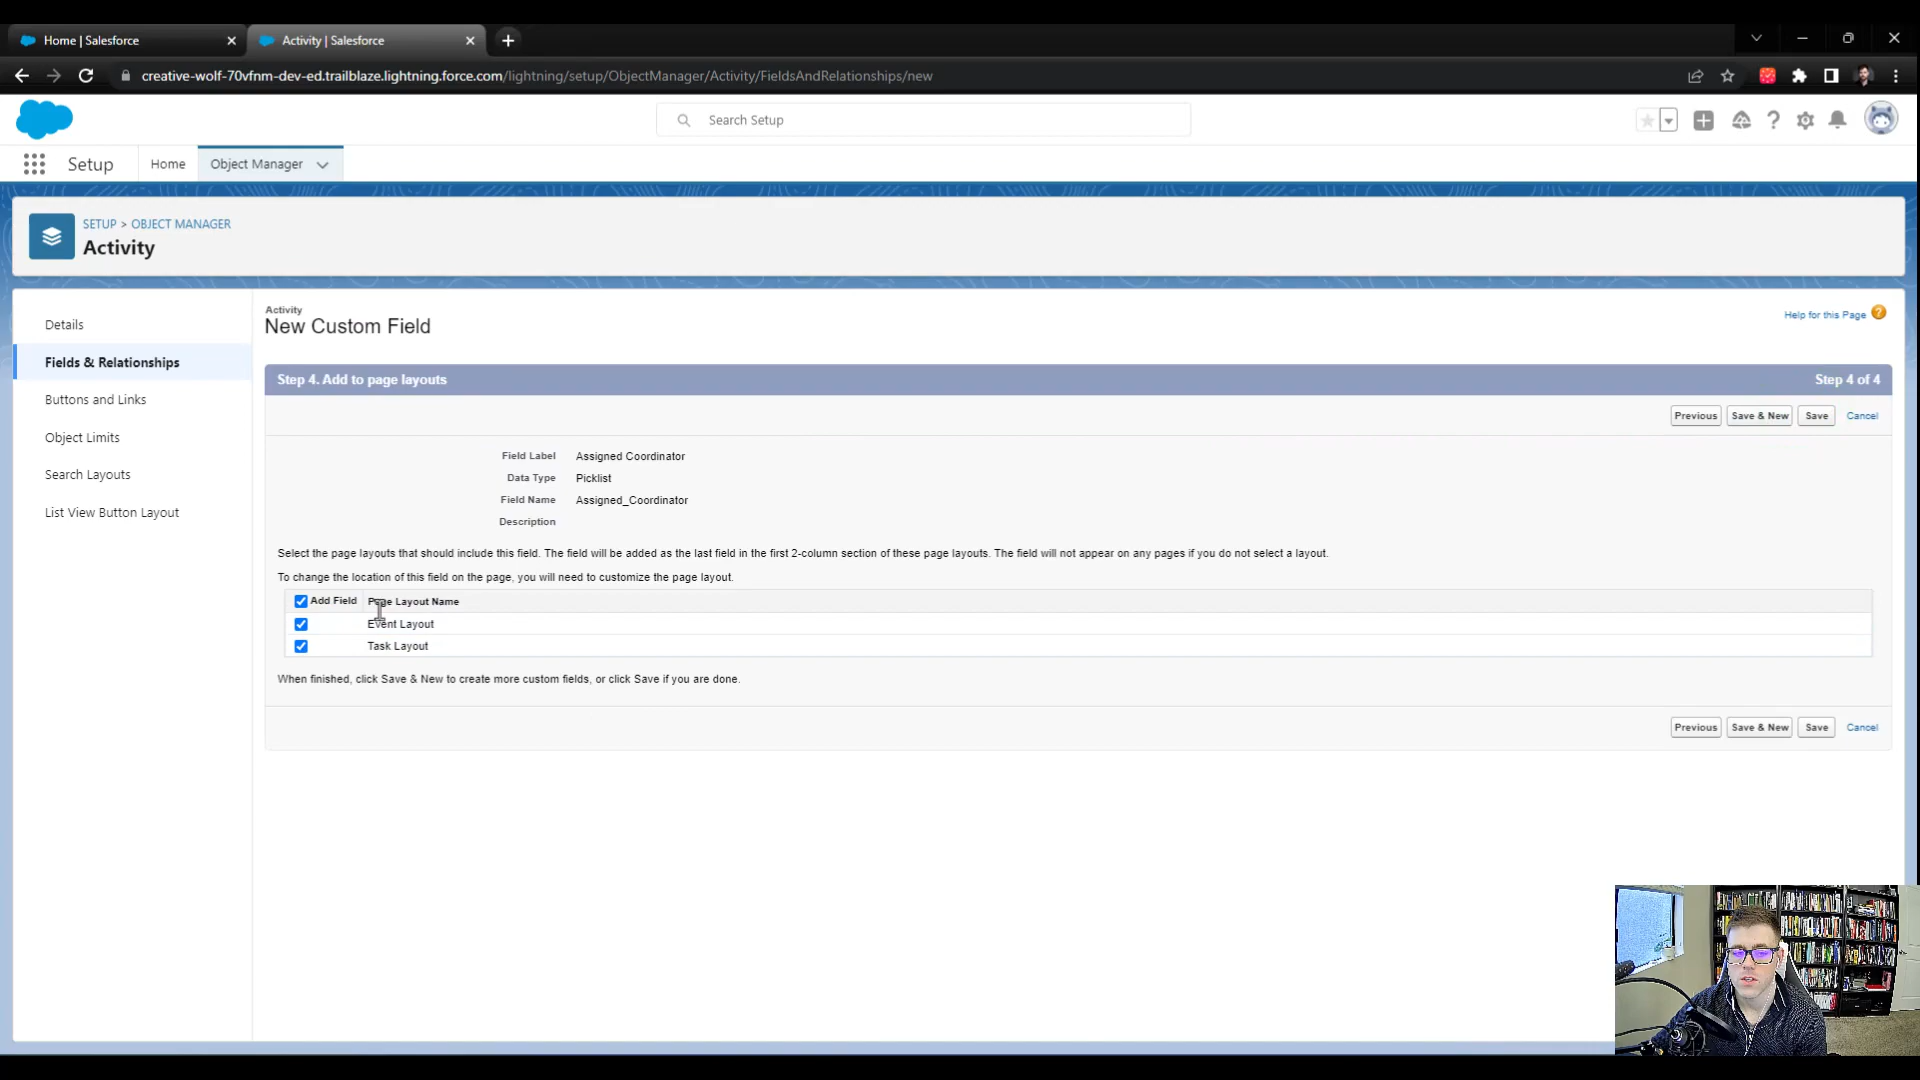 Home | Salesforce
Activity | Salesforce
creative-wolf-70vfnm-dev-ed.trailblaze.lightning.force.com/lightning/setup/ObjectManager/Activity/FieldsAndRelationships/new
Search Setup
Setup
Home
Object Manager
SETUP > OBJECT MANAGER
Activity
Details
Fields & Relationships
Buttons and Links
Object Limits
Search Layouts
List View Button Layout
Activity
New Custom Field
Help for this Page
Step 4. Add to page layouts
Step 4 of 4
Previous
Save & New
Save
Cancel
Field Label Assigned Coordinator
Data Type Picklist
Field Name Assigned_Coordinator
Description
Select the page layouts that should include this field. The field will be added as the last field in the first 2-column section of these page layouts. The field will not appear on any pages if you do not select a layout.
To change the location of this field on the page, you will need to customize the page layout.
Add Field Page Layout Name
Event Layout
Task Layout
When finished, click Save & New to create more custom fields, or click Save if you are done.
Previous
Save & New
Save
Cancel